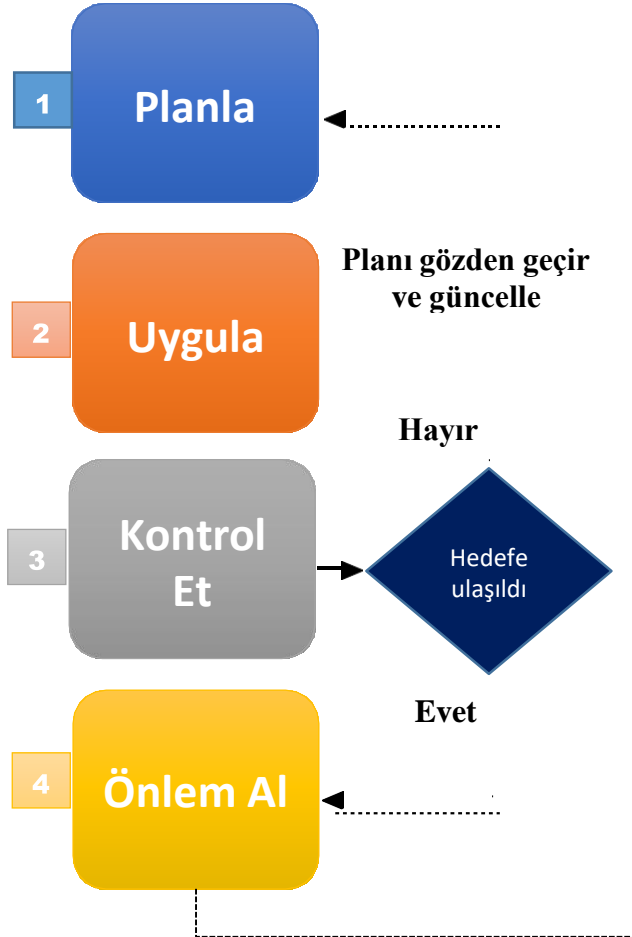 1
Planla
Planı gözden geçir
ve güncelle
2
Uygula
Hayır
3
Kontrol
Et
Hedefe
ulaşıldı
Evet
4
Önlem Al